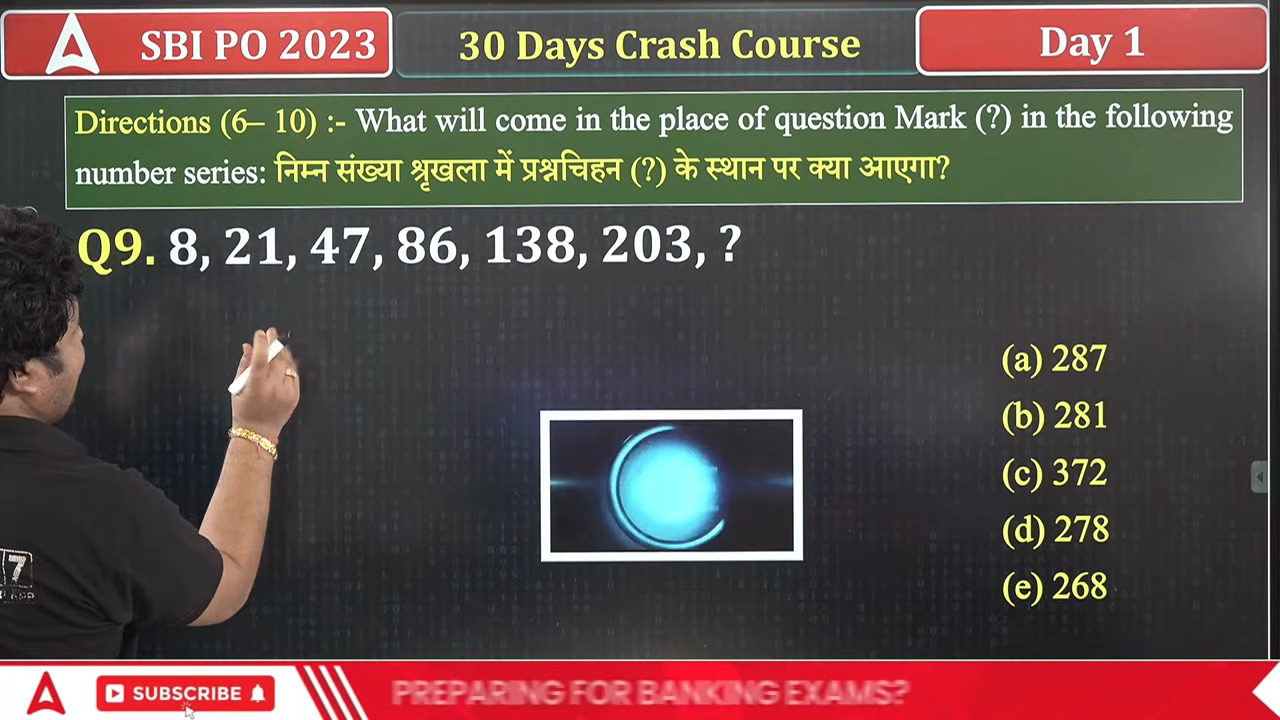 SBI PO 2023
30 Days Crash Course
Day 1
Directions (6– 10) :- What will come in the place of question Mark (?) in the following
number series: निम्न संख्या श्रृखला में प्रश्नचिहन (?) के स्थान पर क्या आएगा?
Q9. 8, 21, 47, 86, 138, 203, ?
(a) 287
(b) 281
(c) 372
(d) 278
(e) 268
7
SUBSCRIBE
PREPARING FOR BANKING EXAMS?